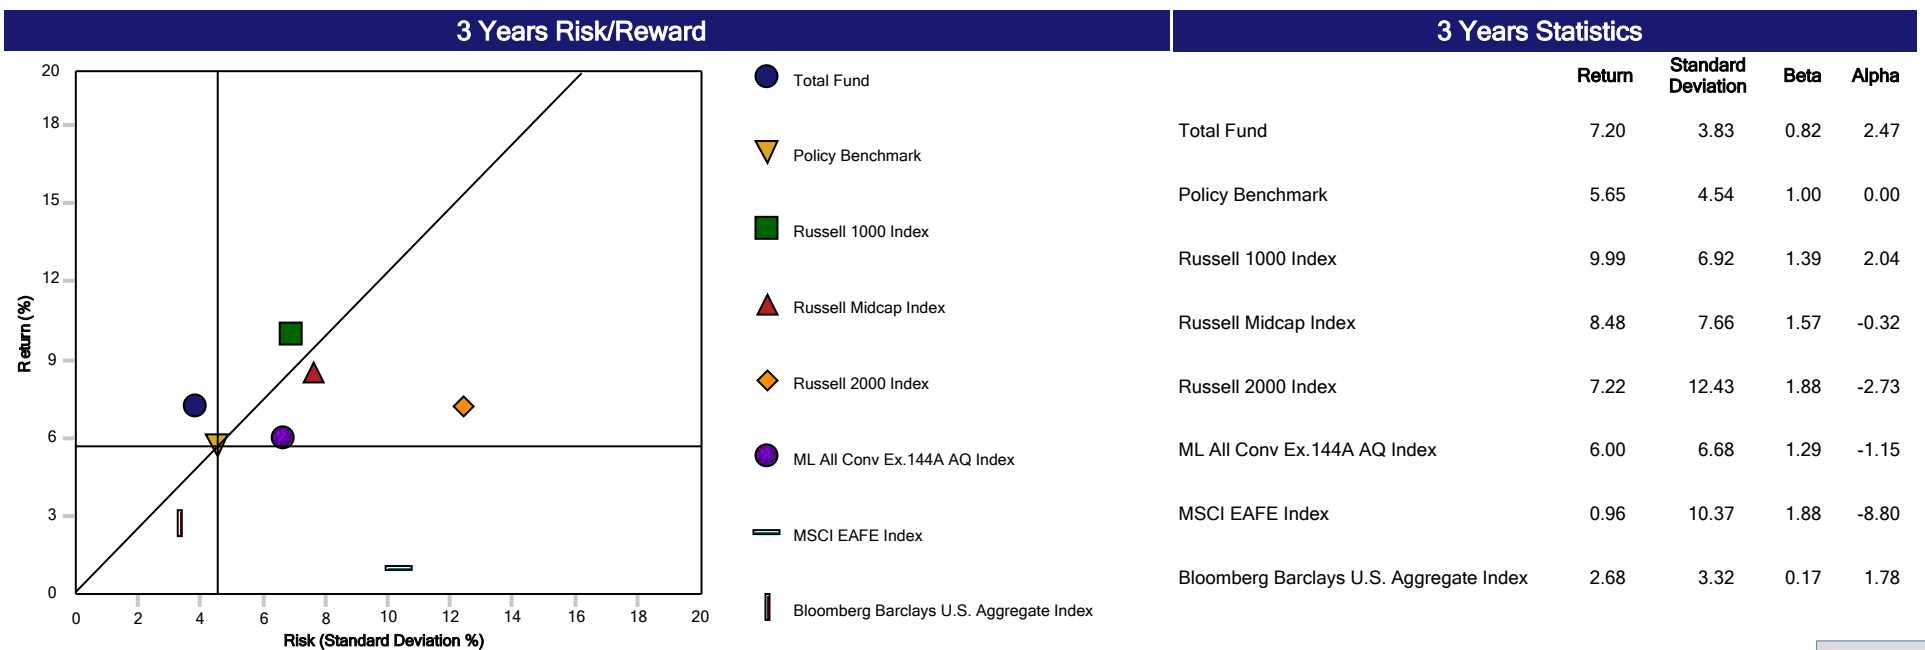 3 Years Risk/Reward
3 Years Statistics
20
18
15
12
9
6
3
0
Return (%)
0 2 4 6 8 10 12 14 16 18 20
Risk (Standard Deviation %)
Total Fund
Policy Benchmark
Russell 1000 Index
Russell Midcap Index
Russell 2000 Index
ML All Conv Ex.144A AQ Index
MSCI EAFE Index
Bloomberg Barclays U.S. Aggregate Index
Return Standard Deviation Beta Alpha
Total Fund 7.20 3.83 0.82 2.47
Policy Benchmark 5.65 4.54 1.00 0.00
Russell 1000 Index 9.99 6.92 1.39 2.04
Russell Midcap Index 8.48 7.66 1.57 -0.32
Russell 2000 Index 7.22 12.43 1.88 -2.73
ML All Conv Ex.144A AQ Index 6.00 6.68 1.29 -1.15
MSCI EAFE Index 0.96 10.37 1.88 -8.80
Bloomberg Barclays U.S. Aggregate Index 2.68 3.32 0.17 1.78